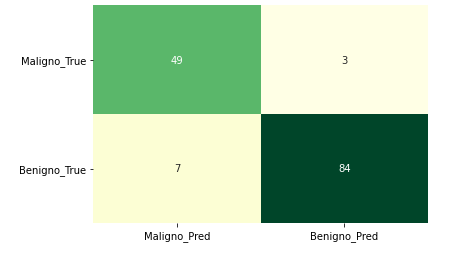 Maligno_True 49 3
Benigno_True 7 84
Maligno_Pred Benigno_Pred